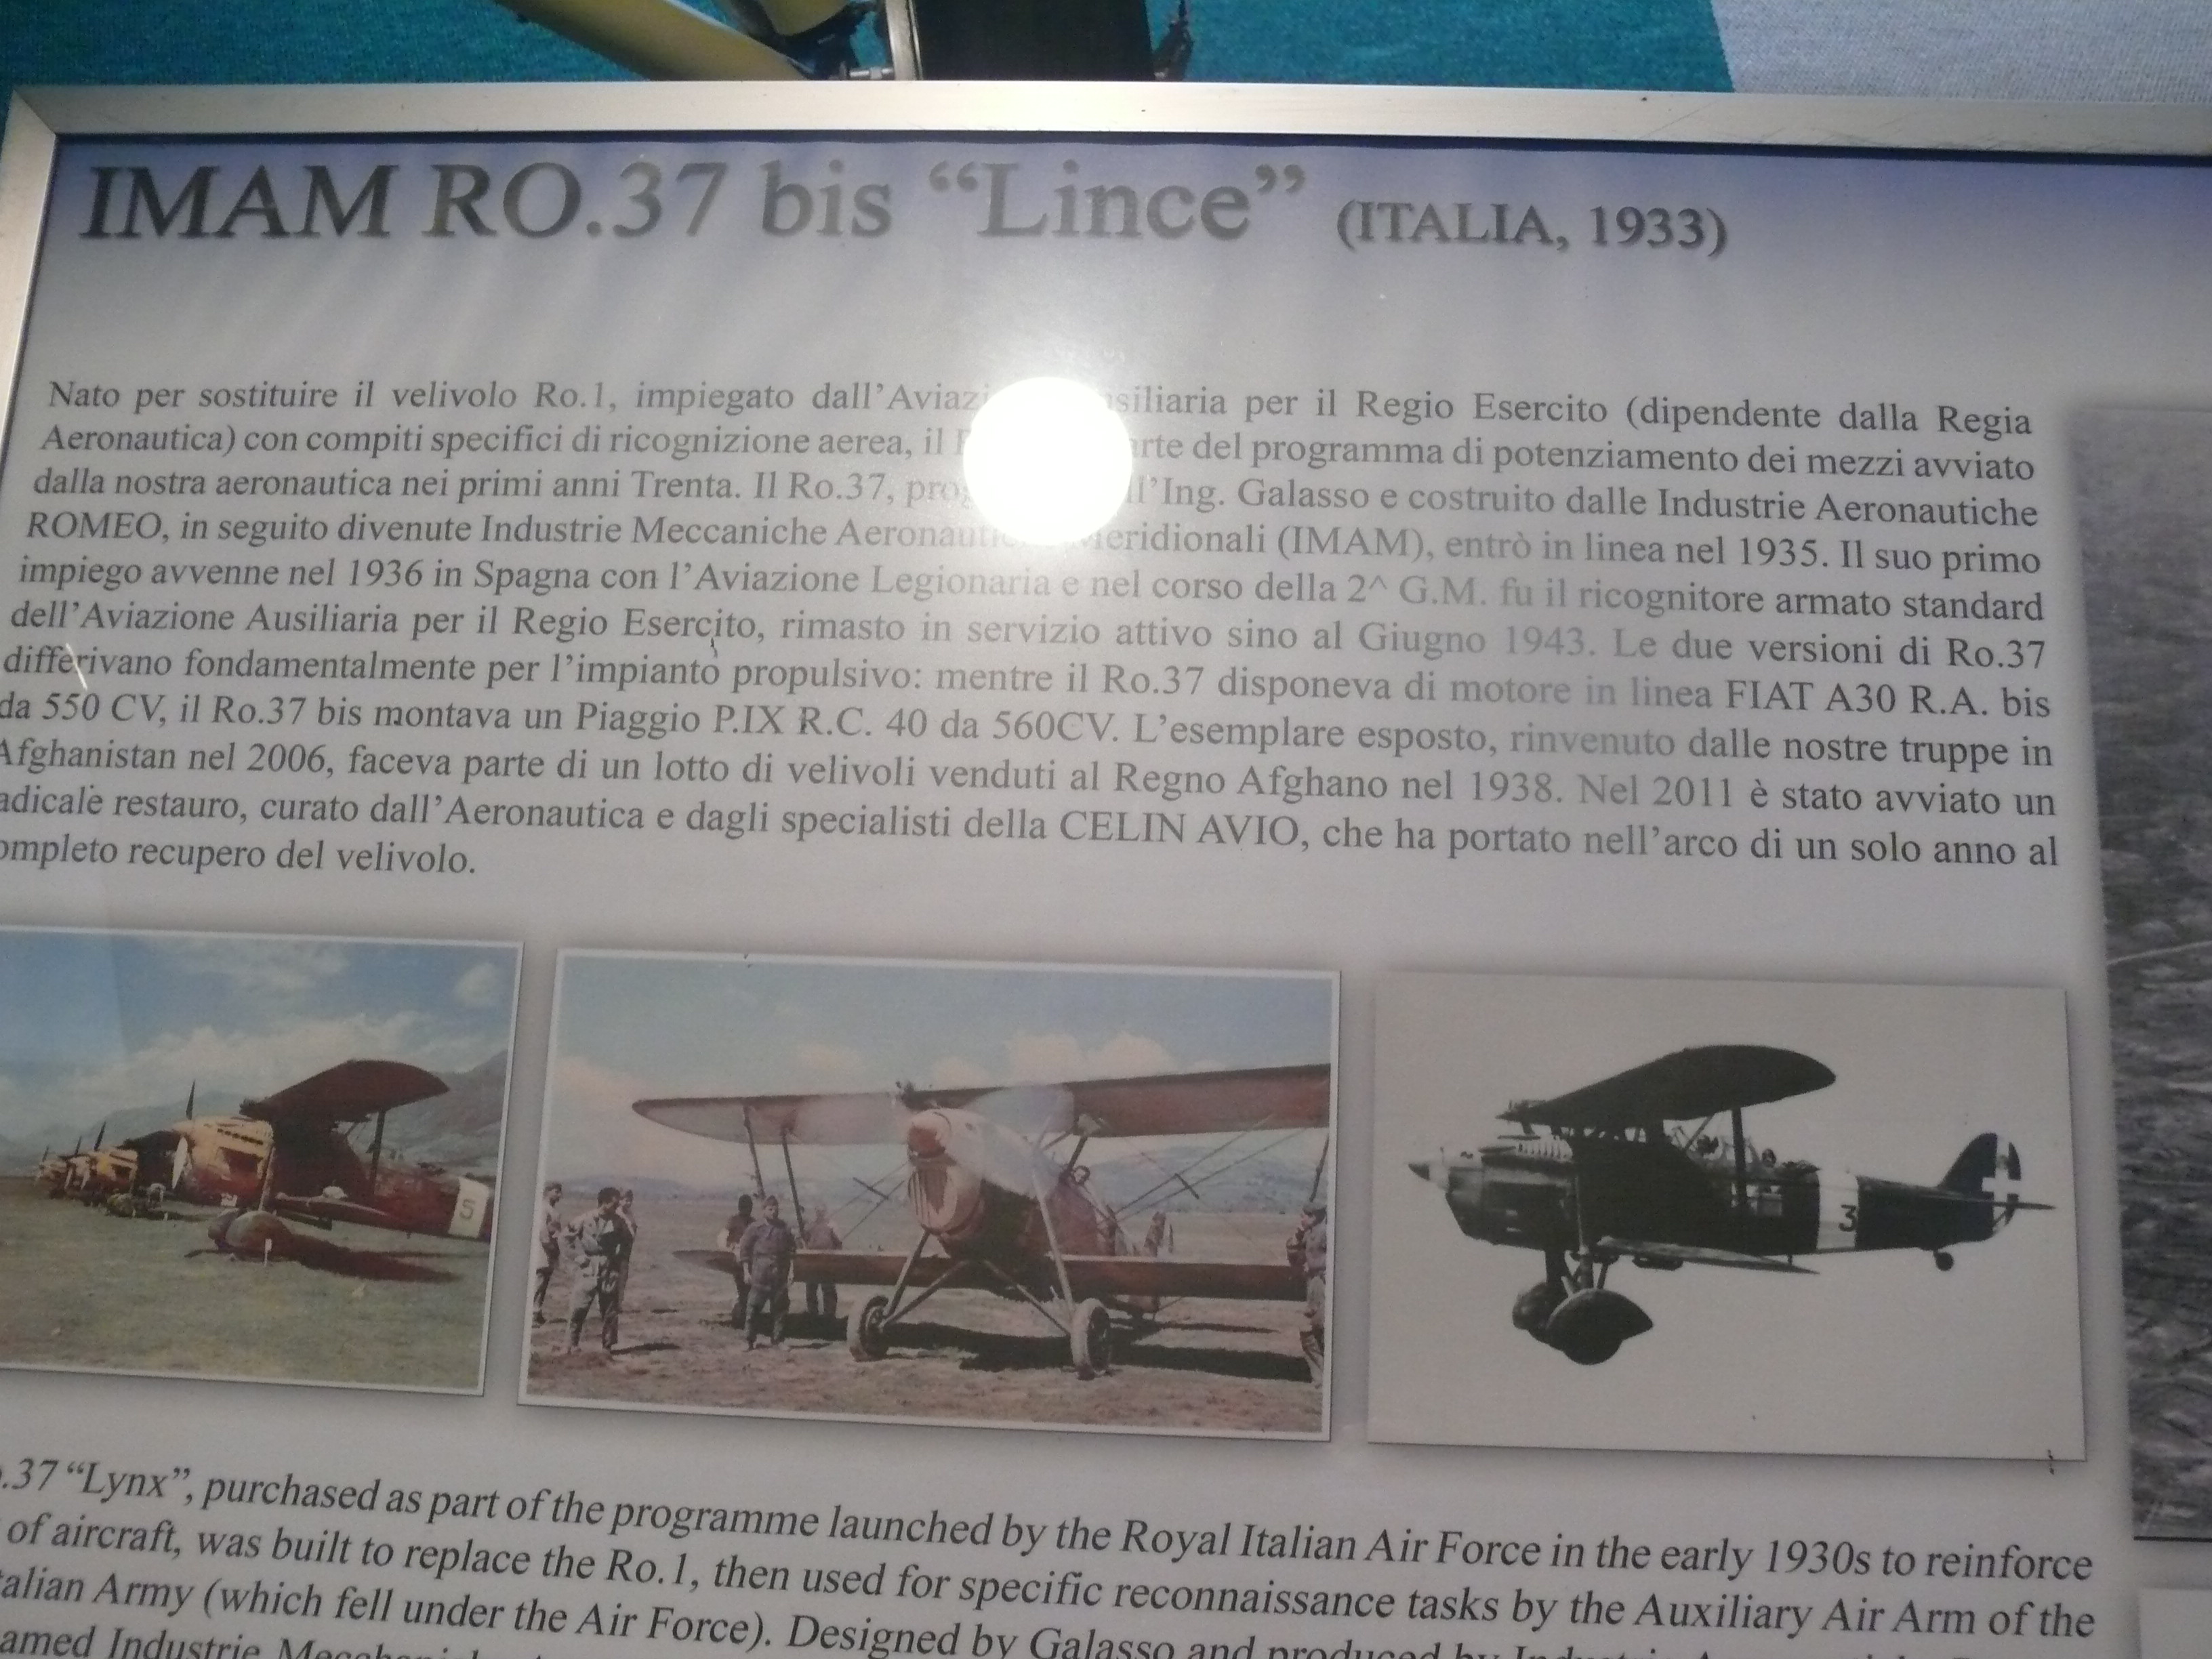 IMAM RO.37 bis “Lince” (ITALIA, 1933)
Nato per sostituire il velivolo Ro.1, impiegato dall’Aviazi siliaria per il Regio Esercito (dipendente dalla Regia
Aeronautica) con compiti specifici di ricognizione aerea, il arte del programma di potenziamento dei mezzi avviato
dalla nostra aeronautica nei primi anni Trenta. Il Ro.37, prog ll’Ing. Galasso e costruito dalle Industrie Aeronautiche
ROMEO, in seguito divenute Industrie Meccaniche Aeronauti Meridionali (IMAM), entrò in linea nel 1935. Il suo primo
impiego avvenne nel 1936 in Spagna con l’Aviazione Legionaria e nel corso della 2^ G.M. fu il ricognitore armato standard
dell’Aviazione Ausiliaria per il Regio Esercito, rimasto in servizio attivo sino al Giugno 1943. Le due versioni di Ro.37
differivano fondamentalmente per l’impianto propulsivo: mentre il Ro.37 disponeva di motore in linea FIAT A30 R.A. bis
da 550 CV, il Ro.37 bis montava un Piaggio P.IX R.C. 40 da 560CV. L’esemplare esposto, rinvenuto dalle nostre truppe in
Afghanistan nel 2006, faceva parte di un lotto di velivoli venduti al Regno Afghano nel 1938. Nel 2011 è stato avviato un
adicale restauro, curato dall’Aeronautica e dagli specialisti della CELIN AVIO, che ha portato nell’arco di un solo anno al
ompleto recupero del velivolo.
5
3
.37 “Lynx”, purchased as part of the programme launched by the Royal Italian Air Force in the early 1930s to reinforce
of aircraft, was built to replace the Ro.1, then used for specific reconnaissance tasks by the Auxiliary Air Arm of the
talian Army (which fell under the Air Force). Designed by Galasso and produced by
amed Industrie